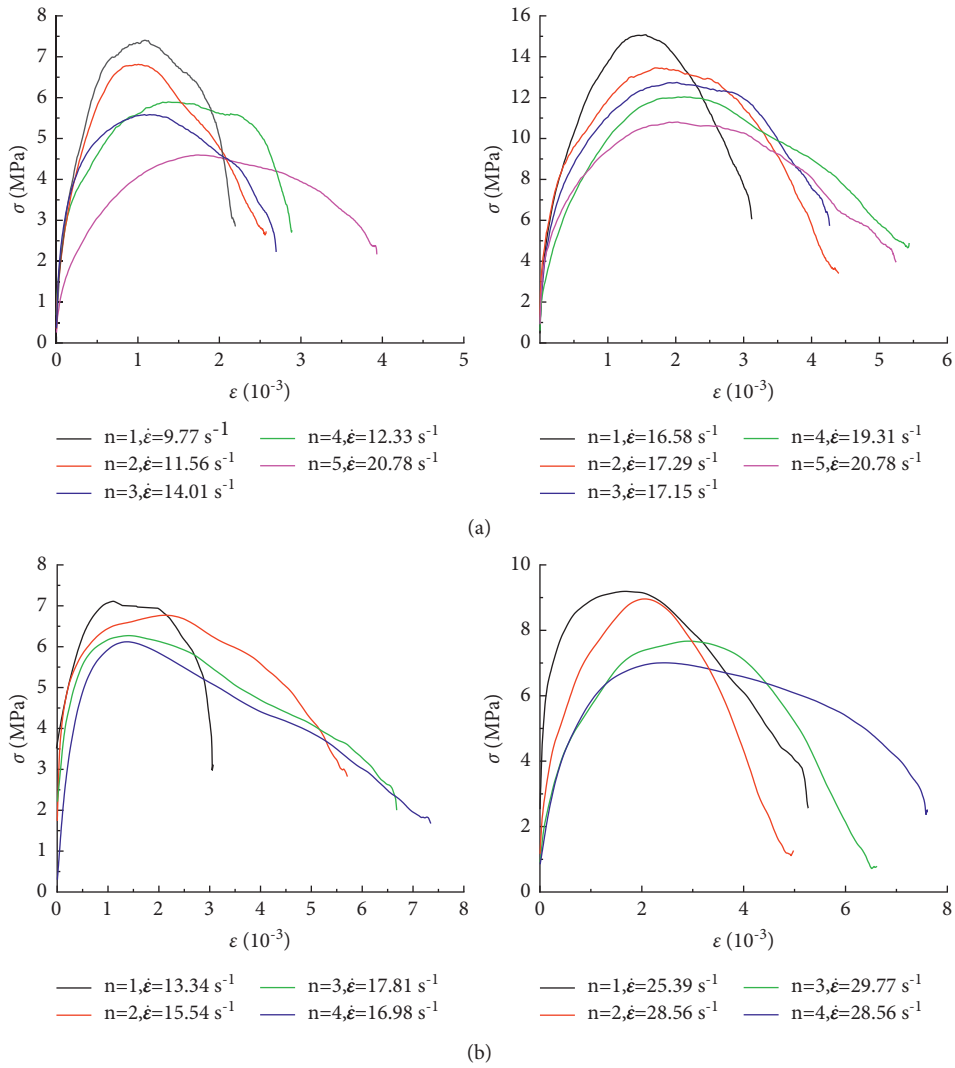 8
7
6
5
4
3
2
1
0
σ (MPa)
0 1 2 3 4 5
ε (10⁻³)
n=1,ε̇=9.77 s⁻¹ n=4,ε̇=12.33 s⁻¹
n=2,ε̇=11.56 s⁻¹ n=5,ε̇=20.78 s⁻¹
n=3,ε̇=14.01 s⁻¹
16
14
12
10
8
6
4
2
0
σ (MPa)
0 1 2 3 4 5 6
ε (10⁻³)
n=1,ε̇=16.58 s⁻¹ n=4,ε̇=19.31 s⁻¹
n=2,ε̇=17.29 s⁻¹ n=5,ε̇=20.78 s⁻¹
n=3,ε̇=17.15 s⁻¹
(a)
8
7
6
5
4
3
2
1
0
σ (MPa)
0 1 2 3 4 5 6 7 8
ε (10⁻³)
n=1,ε̇=13.34 s⁻¹ n=3,ε̇=17.81 s⁻¹
n=2,ε̇=15.54 s⁻¹ n=4,ε̇=16.98 s⁻¹
10
8
6
4
2
0
σ (MPa)
0 2 4 6 8
ε (10⁻³)
n=1,ε̇=25.39 s⁻¹ n=3,ε̇=29.77 s⁻¹
n=2,ε̇=28.56 s⁻¹ n=4,ε̇=28.56 s⁻¹
(b)